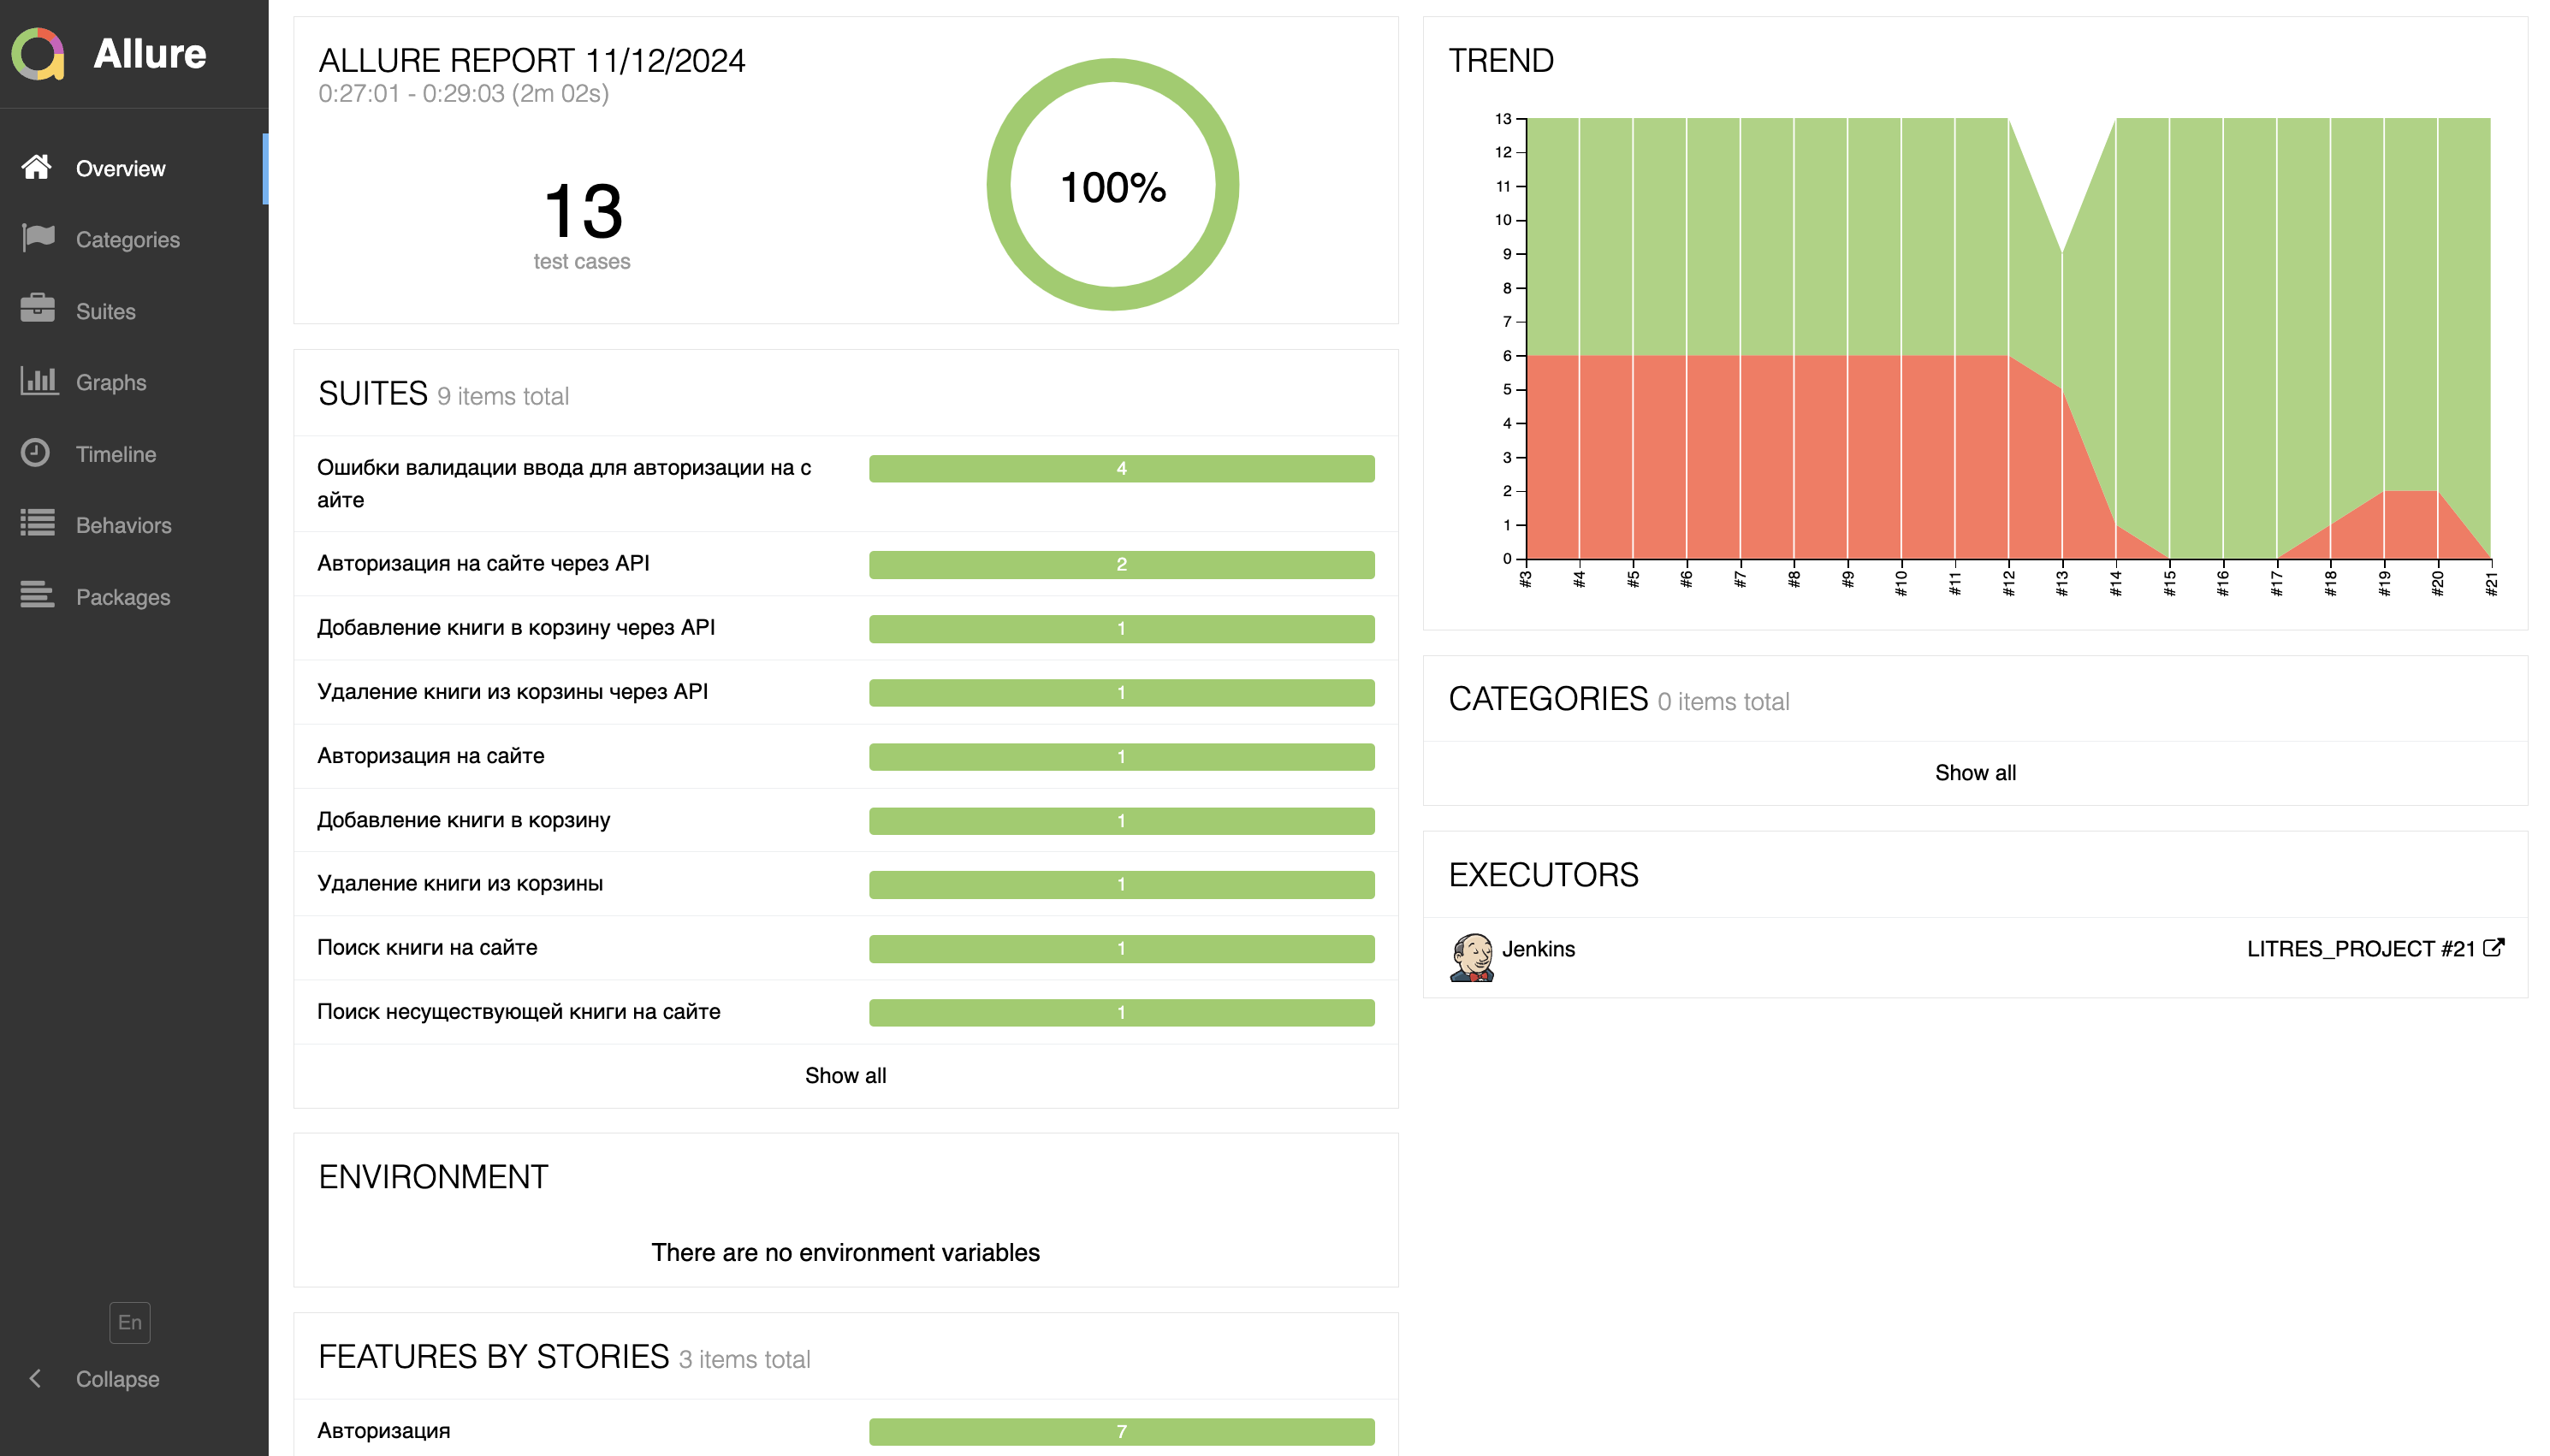 Allure
Overview
Categories
Suites
Graphs
Timeline
Behaviors
Packages
En
Collapse
ALLURE REPORT 11/12/2024
0:27:01 - 0:29:03 (2m 02s)
13
test cases
100%
SUITES 9 items total
Ошибки валидации ввода для авторизации на с
айте
4
Авторизация на сайте через API
2
Добавление книги в корзину через API
1
Удаление книги из корзины через API
1
Авторизация на сайте
1
Добавление книги в корзину
1
Удаление книги из корзины
1
Поиск книги на сайте
1
Поиск несуществующей книги на сайте
1
Show all
ENVIRONMENT
There are no environment variables
FEATURES BY STORIES 3 items total
Авторизация
7
TREND
13
12
11
10
9
8
7
6
5
4
3
2
1
0
#3
#4
#5
#6
#7
#8
#9
#10
#11
#12
#13
#14
#15
#16
#17
#18
#19
#20
#21
CATEGORIES 0 items total
Show all
EXECUTORS
Jenkins
LITRES_PROJECT #21